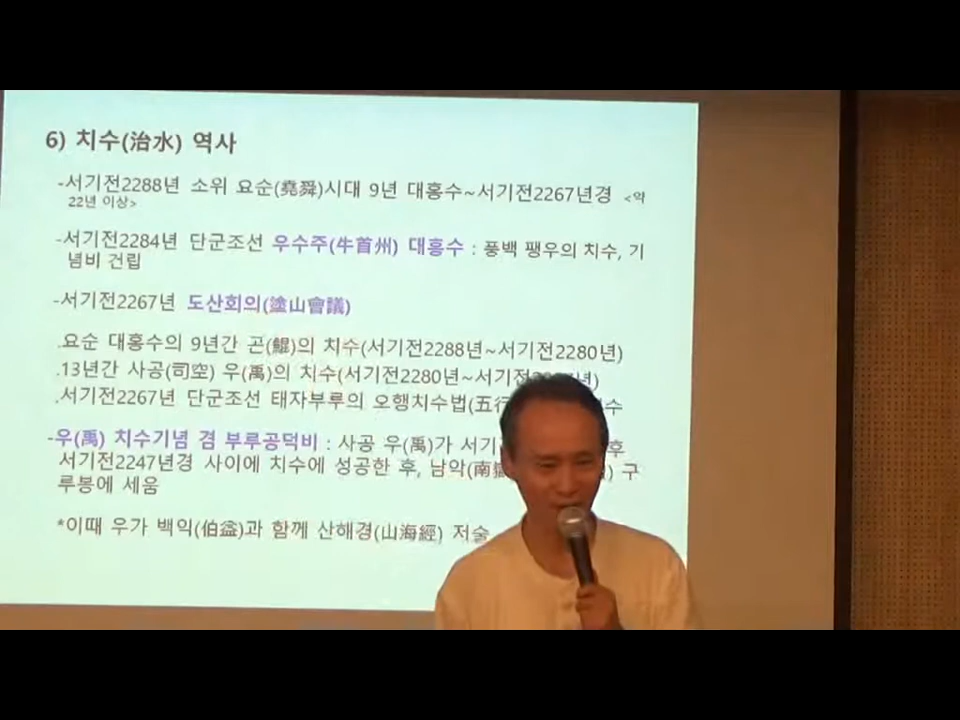 6) 치수(治水) 역사
-서기전2288년 소위 요순(堯舜)시대 9년 대홍수~서기전2267년경 <약
22년 이상>
-서기전2284년 단군조선 우수주(牛首州) 대홍수 : 풍백 팽우의 치수, 기
념비 건립
-서기전2267년 도산회의(塗山會議)
.요순 대홍수의 9년간 곤(鯤)의 치수(서기전2288년~서기전2280년)
.13년간 사공(司空) 우(禹)의 치수(서기전2280년~서기전
.서기전2267년 단군조선 태자부루의 오행치수법(五行
-우(禹) 치수기념 겸 부루공덕비 : 사공 우(禹)가 서기 후
서기전2247년경 사이에 치수에 성공한 후, 남악(南嶽 구
루봉에 세움
*이때 우가 백익(伯益)과 함께 산해경(山海經) 저술